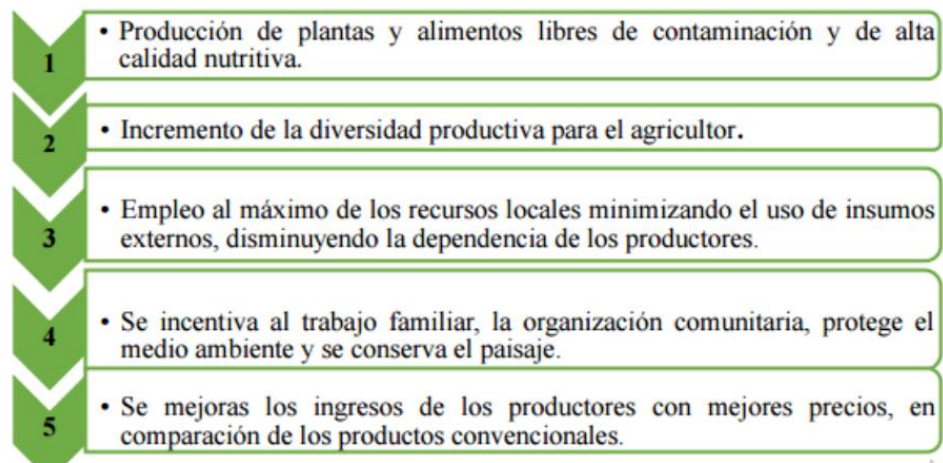 1
• Producción de plantas y alimentos libres de contaminación y de alta
calidad nutritiva.
2
• Incremento de la diversidad productiva para el agricultor.
3
• Empleo al máximo de los recursos locales minimizando el uso de insumos
externos, disminuyendo la dependencia de los productores.
4
• Se incentiva al trabajo familiar, la organización comunitaria, protege el
medio ambiente y se conserva el paisaje.
5
• Se mejoras los ingresos de los productores con mejores precios, en
comparación de los productos convencionales.